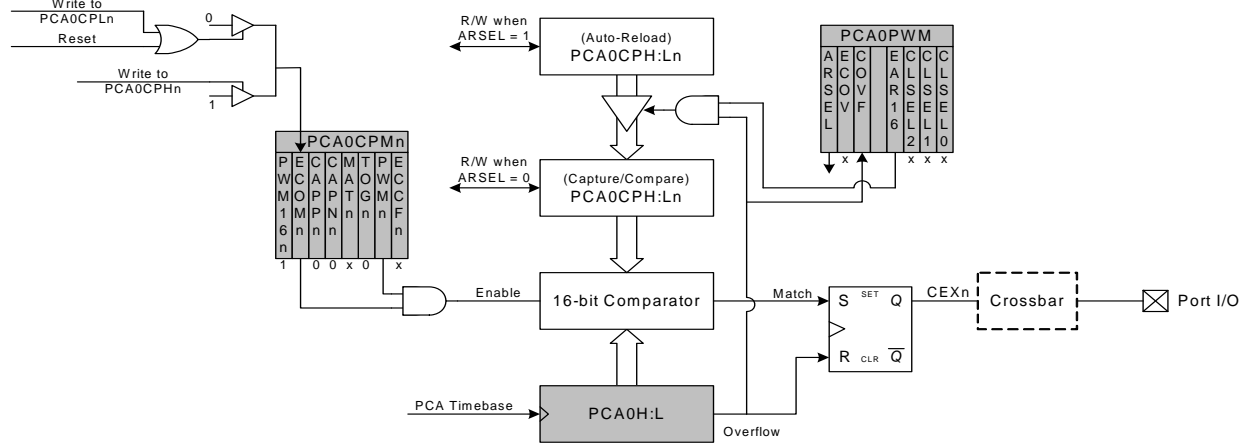 Write to
PCA0CPLn
Reset
0
Write to
PCA0CPHn
1
R/W when
ARSEL = 1
(Auto-Reload)
PCA0CPH:Ln
PCA0PWM
ARSEL
ECOV
COVF
EAR16
CLSEL2
CLSEL1
CLSEL0
x
x
x
x
PCA0CPMn
PWM16n
ECOMn
CAPPn
CAPNn
MATn
TOGn
PWMn
ECCFn
1
0
0
x
0
x
R/W when
ARSEL = 0
(Capture/Compare)
PCA0CPH:Ln
Enable
16-bit Comparator
Match
S SET Q
R CLR Q
CEXn
Crossbar
Port I/O
PCA Timebase
PCA0H:L
Overflow